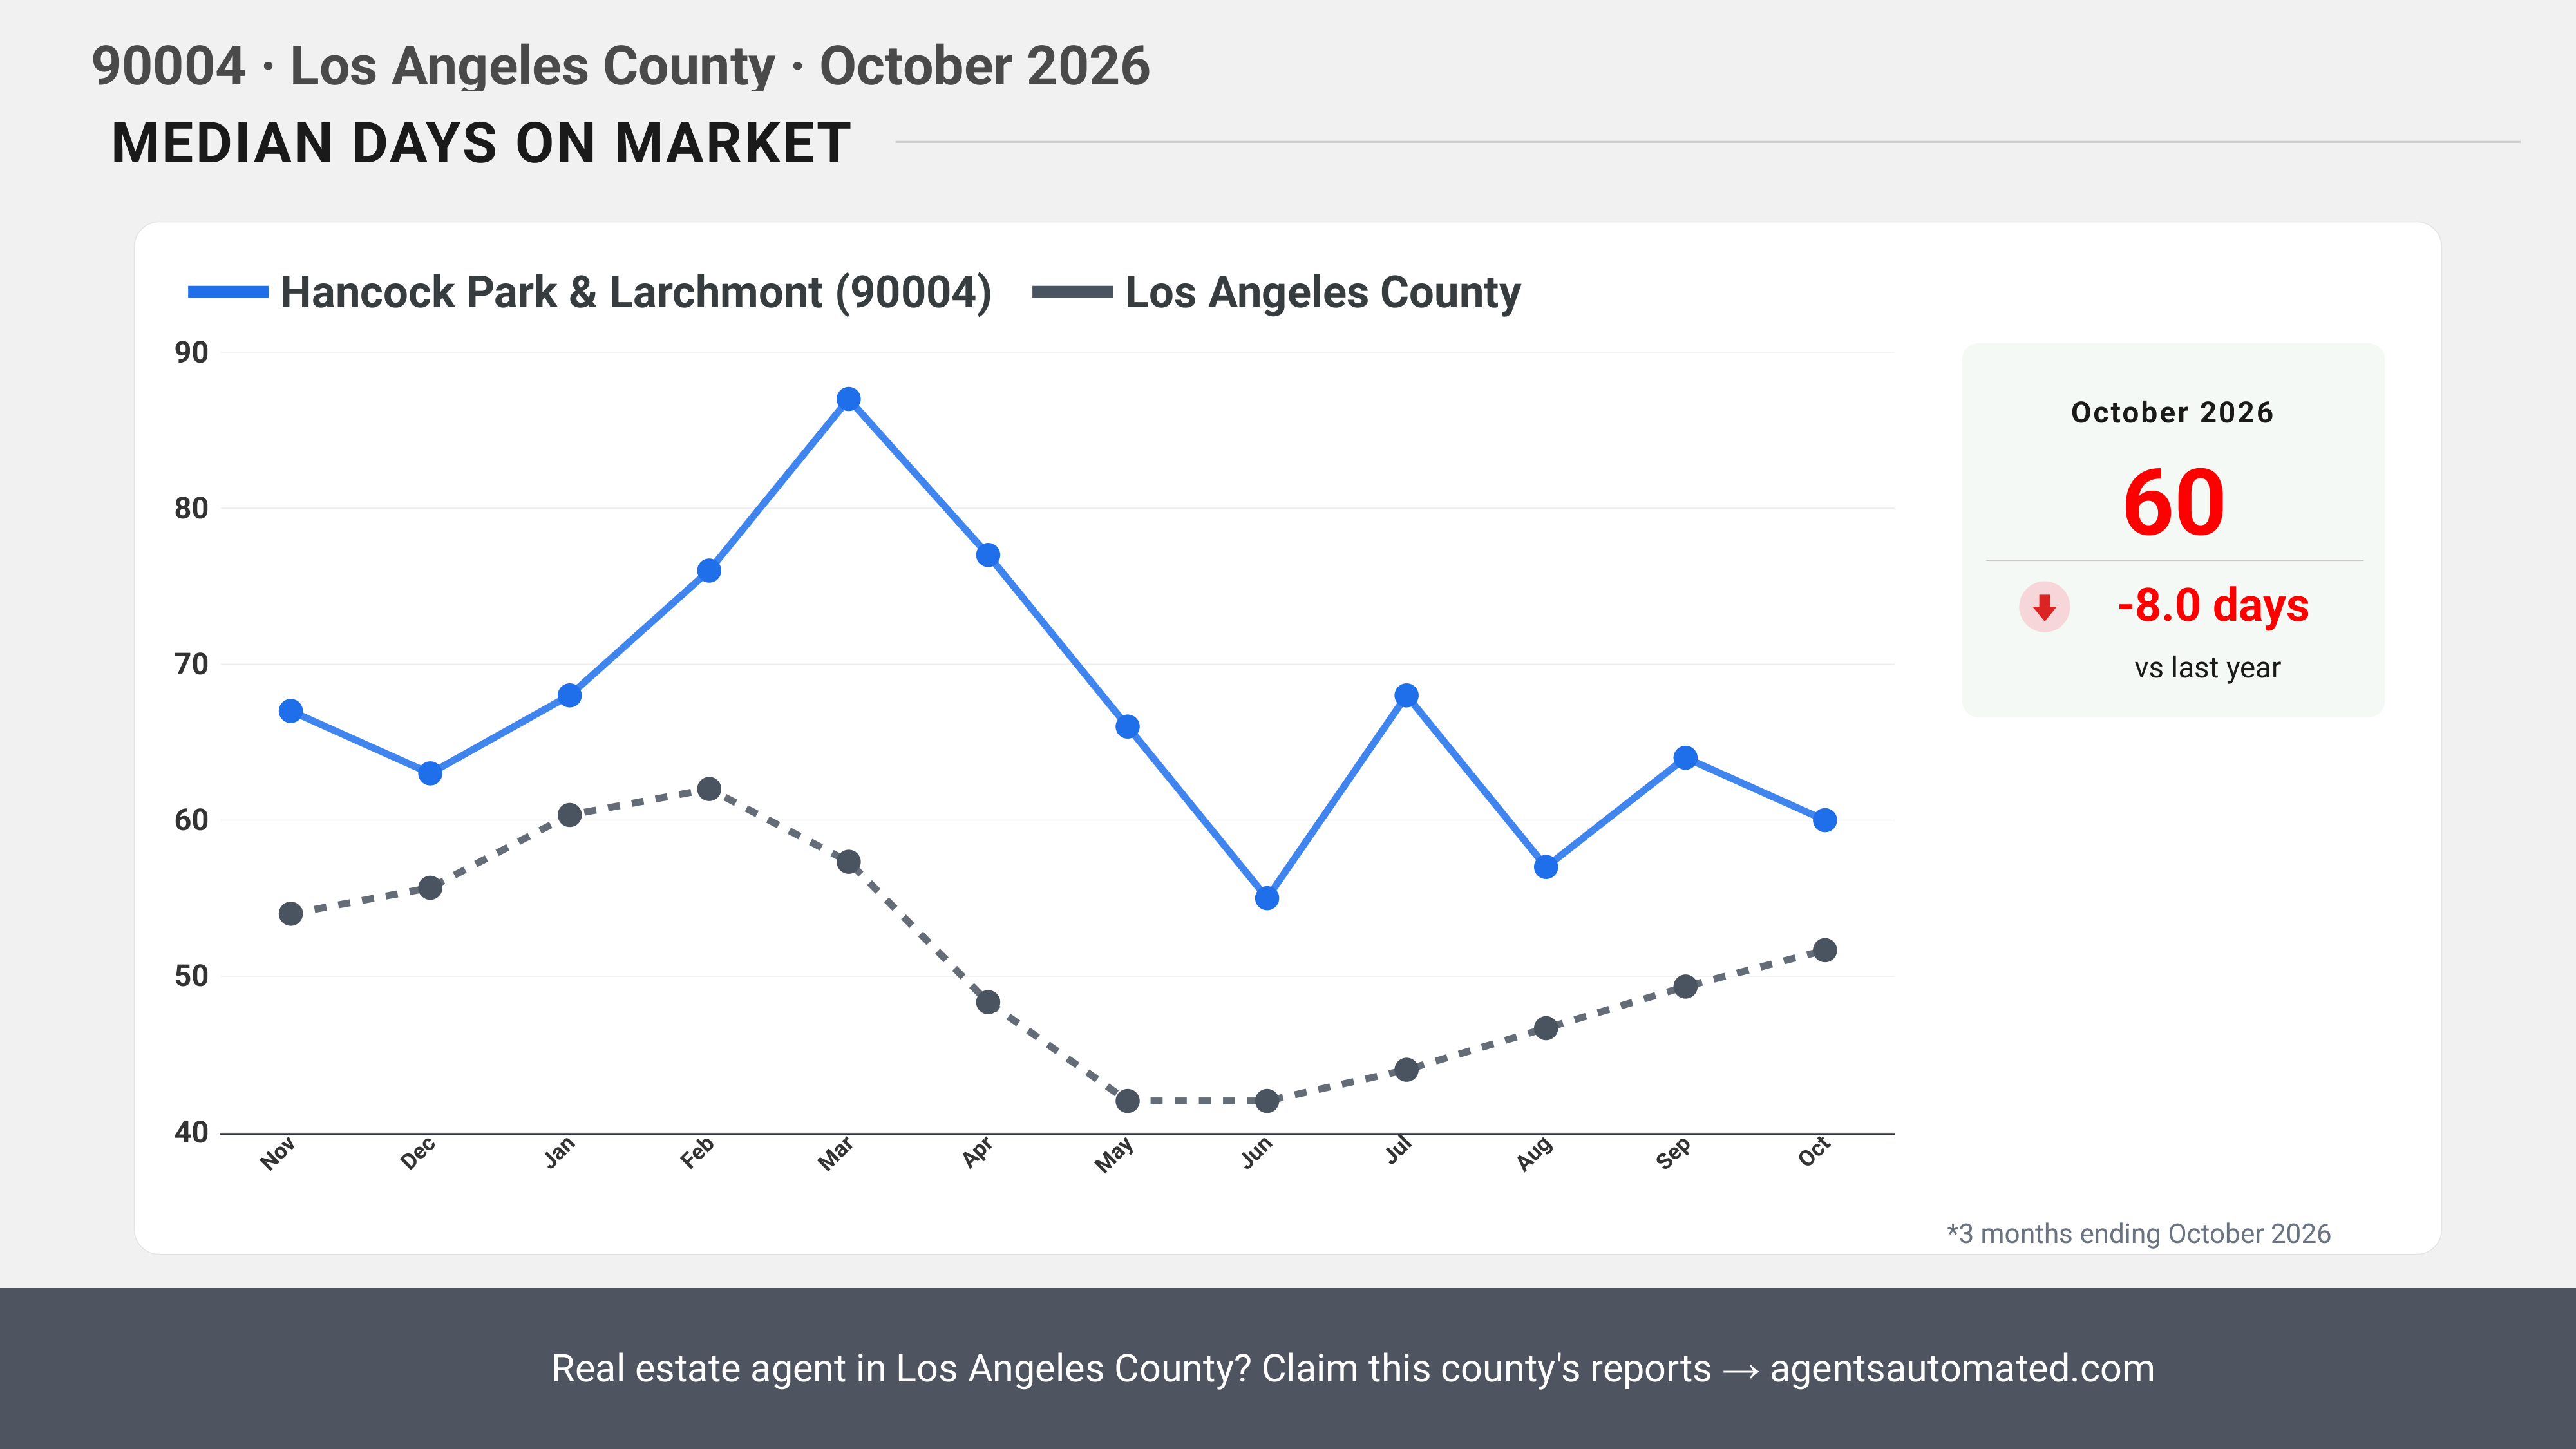 90004 · Los Angeles County · October 2026
MEDIAN DAYS ON MARKET
Hancock Park & Larchmont (90004)
Los Angeles County
90
80
70
60
50
40
Nov
Dec
Jan
Feb
Mar
Apr
May
Jun
Jul
Aug
Sep
Oct
October 2026
60
-8.0 days
vs last year
*3 months ending October 2026
Real estate agent in Los Angeles County? Claim this county's reports → agentsautomated.com